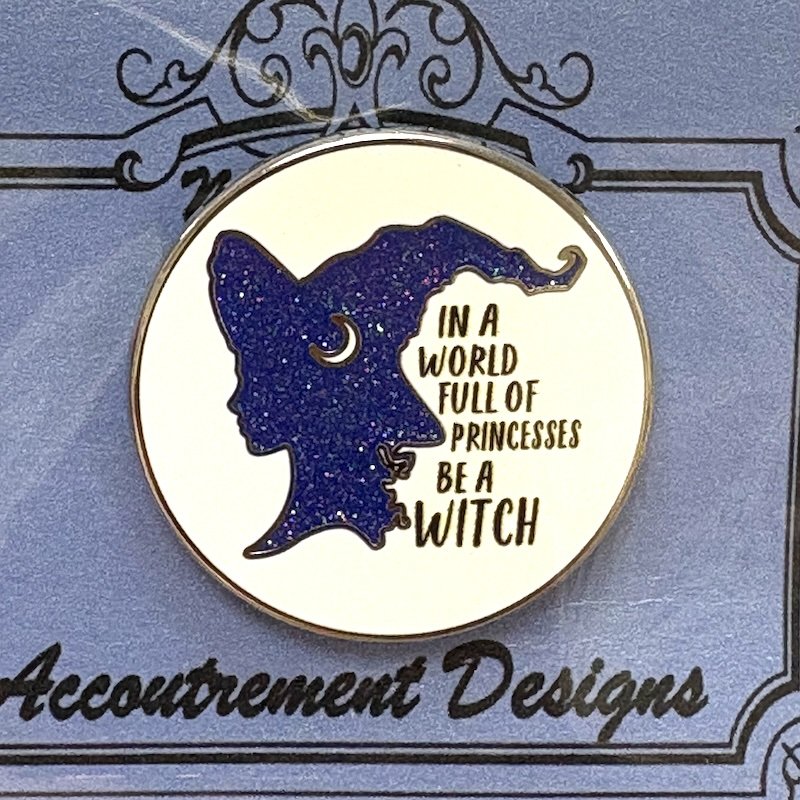 IN A
WORLD
FULL OF
PRINCESSES
BE A
WITCH
Accoutrement Designs